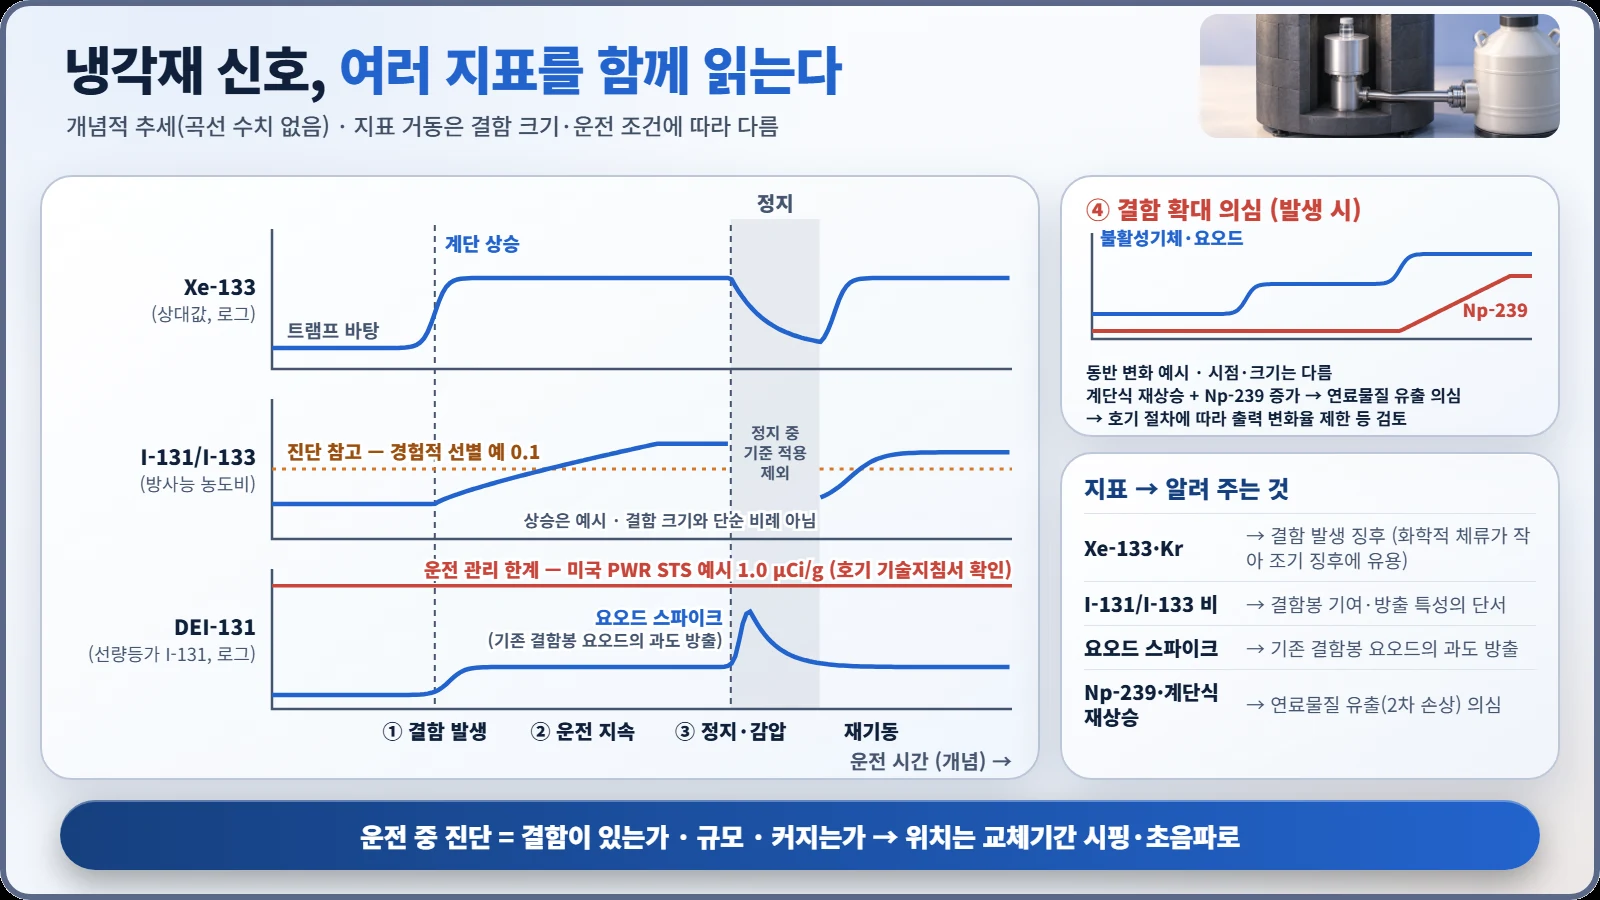 냉각재 신호, 여러 지표를 함께 읽는다
개념적 추세(곡선 수치 없음) · 지표 거동은 결함 크기·운전 조건에 따라 다름
정지
계단 상승
Xe-133
(상대값, 로그)
트램프 바탕
I-131/I-133
(방사능 농도비)
진단 참고 — 경험적 선별 예 0.1
정지 중
기준 적용
제외
상승은 예시 · 결함 크기와 단순 비례 아님
운전 관리 한계 — 미국 PWR STS 예시 1.0 μCi/g (호기 기술지침서 확인)
DEI-131
(선량등가 I-131, 로그)
요오드 스파이크
(기존 결함봉 요오드의 과도 방출)
① 결함 발생 ② 운전 지속 ③ 정지·감압 재기동
운전 시간 (개념) →
④ 결함 확대 의심 (발생 시)
불활성기체·요오드
Np-239
동반 변화 예시 · 시점·크기는 다름
계단식 재상승 + Np-239 증가 → 연료물질 유출 의심
→ 호기 절차에 따라 출력 변화율 제한 등 검토
지표 → 알려 주는 것
Xe-133·Kr → 결함 발생 징후 (화학적 체류가 작
아 조기 징후에 유용)
I-131/I-133 비 → 결함봉 기여·방출 특성의 단서
요오드 스파이크 → 기존 결함봉 요오드의 과도 방출
Np-239·계단식
재상승 → 연료물질 유출(2차 손상) 의심
운전 중 진단 = 결함이 있는가 · 규모 · 커지는가 → 위치는 교체기간 시핑·초음파로